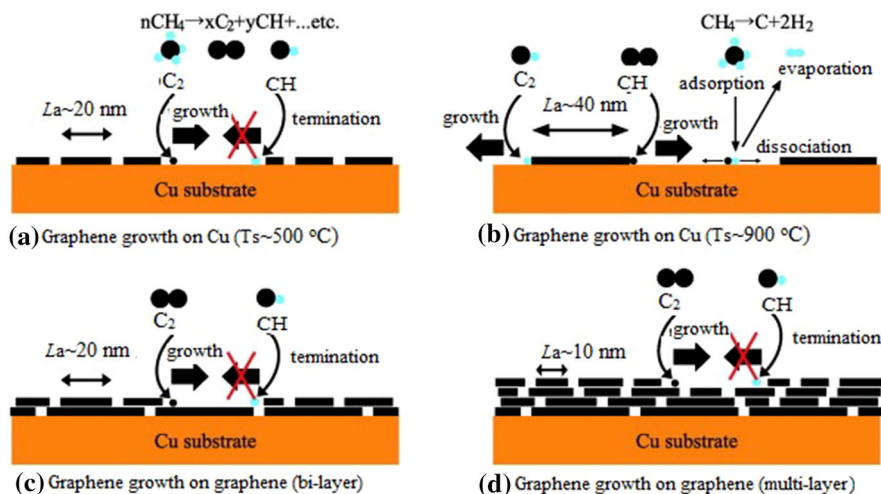 nCH₄→xC₂+yCH+...etc.
C₂
CH
La~20 nm
growth
termination
Cu substrate
(a) Graphene growth on Cu (Ts~500 °C)
CH₄→C+2H₂
C₂
CH
adsorption
evaporation
La~40 nm
growth
growth
dissociation
Cu substrate
(b) Graphene growth on Cu (Ts~900 °C)
C₂
CH
La~20 nm
growth
termination
Cu substrate
(c) Graphene growth on graphene (bi-layer)
C₂
CH
growth
termination
La~10 nm
Cu substrate
(d) Graphene growth on graphene (multi-layer)